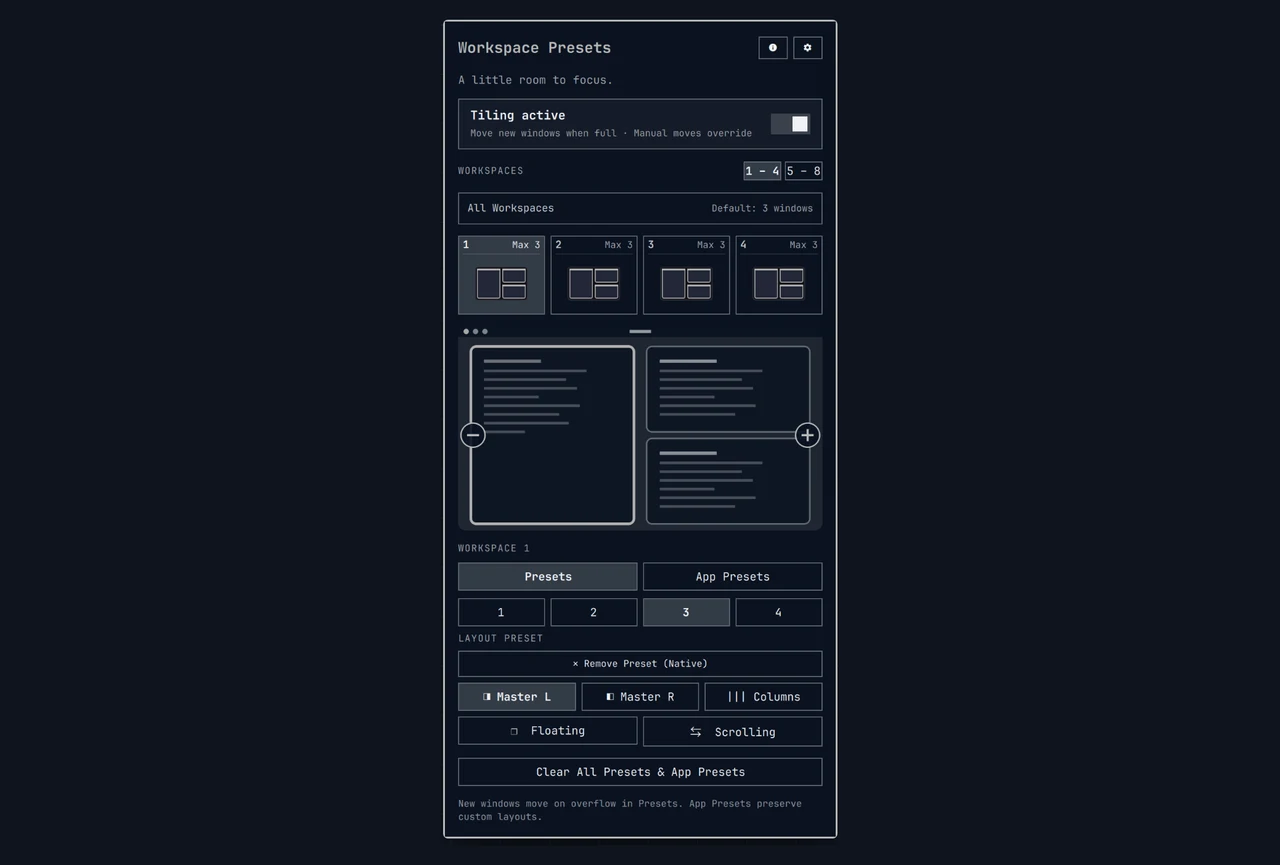 Workspace Presets
A little room to focus.
Tiling active
Move new windows when full · Manual moves override
WORKSPACES
1 – 4
5 – 8
All Workspaces
Default: 3 windows
1 Max 3
2 Max 3
3 Max 3
4 Max 3
WORKSPACE 1
Presets
App Presets
1
2
3
4
LAYOUT PRESET
× Remove Preset (Native)
◨ Master L
◧ Master R
||| Columns
❐ Floating
⇆ Scrolling
Clear All Presets & App Presets
New windows move on overflow in Presets. App Presets preserve
custom layouts.